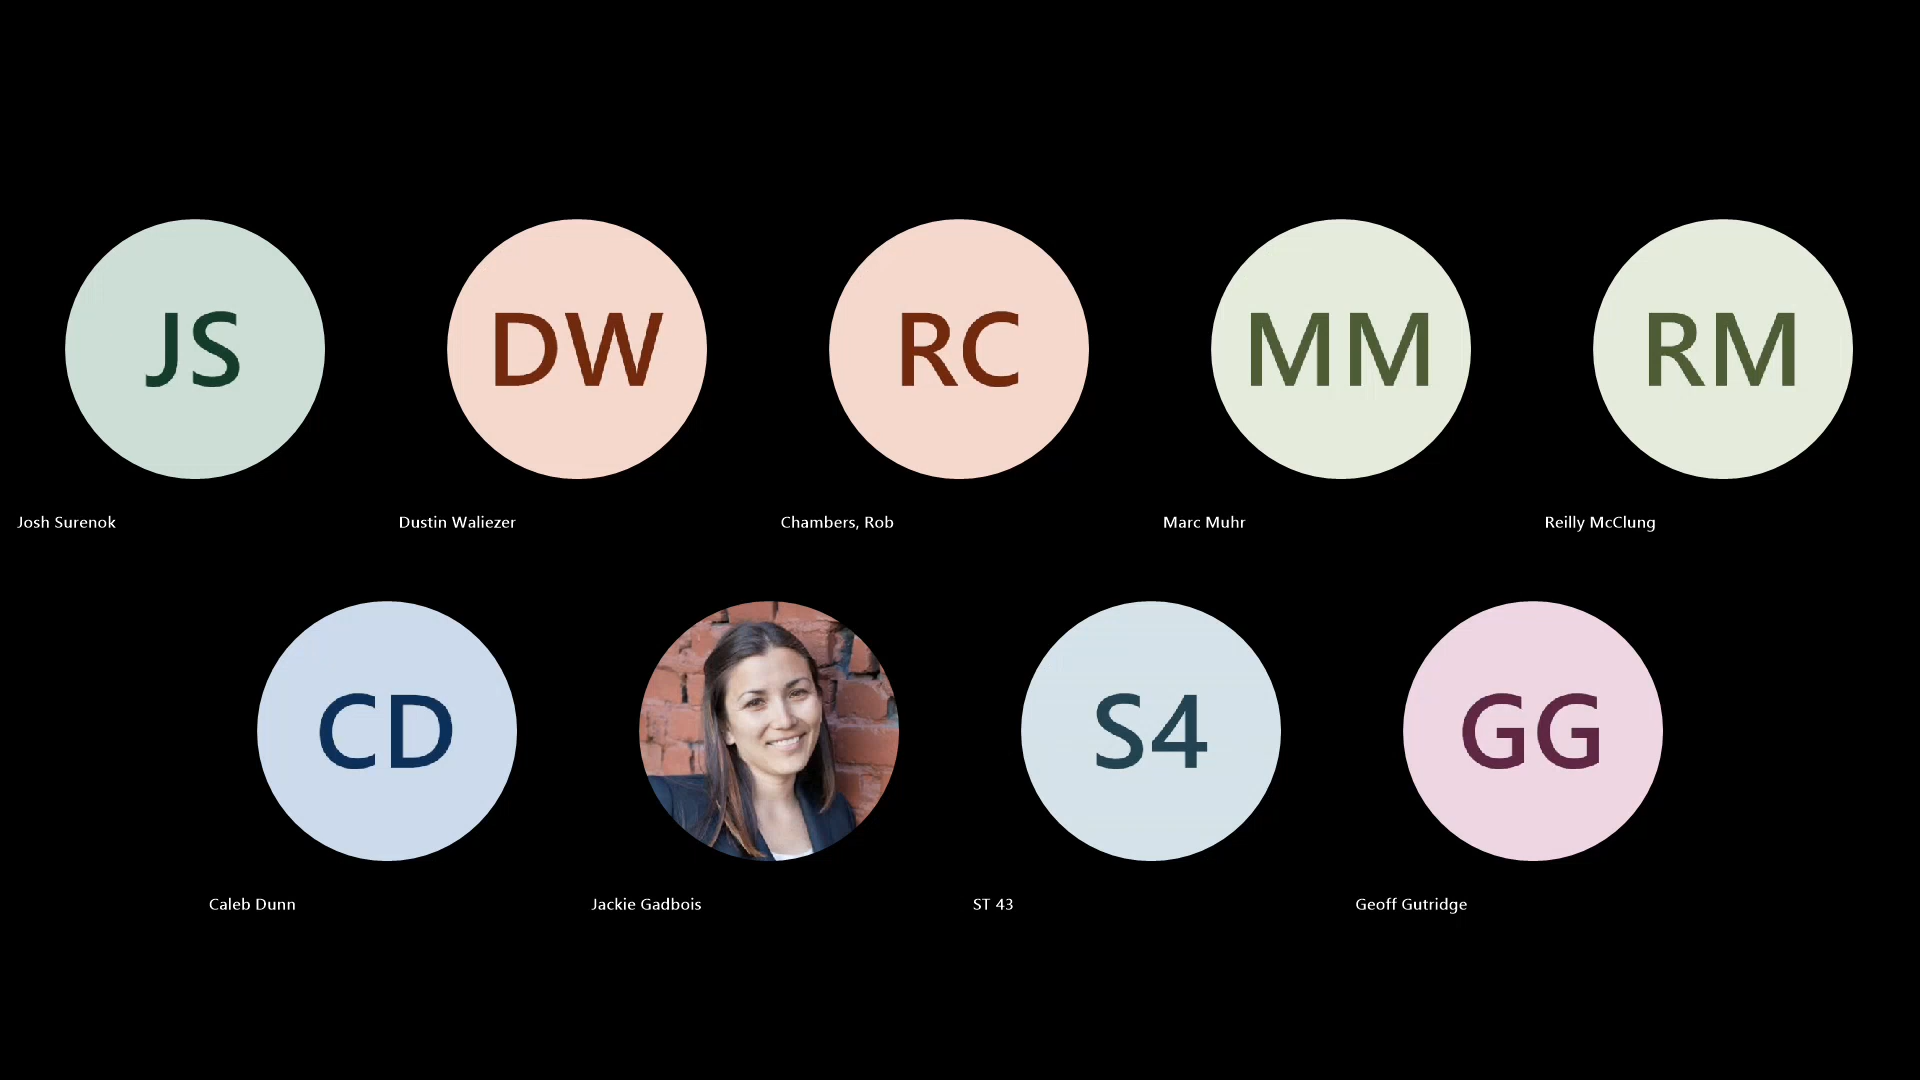 JS
DW
RC
MM
RM
Josh Surenok
Dustin Waliezer
Chambers, Rob
Marc Muhr
Reilly McClung
CD
S4
GG
Caleb Dunn
Jackie Gadbois
ST 43
Geoff Gutridge